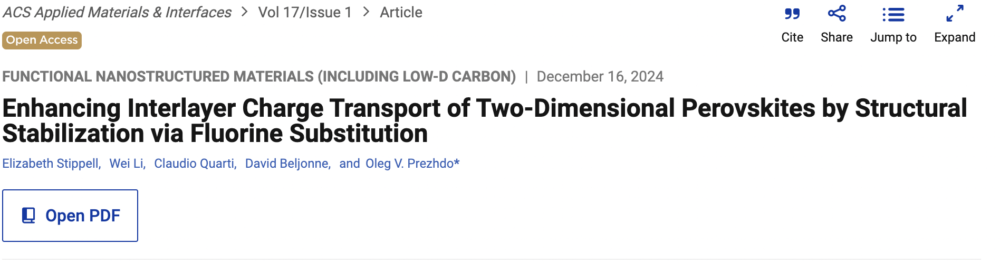 ACS Applied Materials & Interfaces > Vol 17/Issue 1 > Article
Cite Share Jump to Expand
Open Access
FUNCTIONAL NANOSTRUCTURED MATERIALS (INCLUDING LOW-D CARBON) | December 16, 2024
Enhancing Interlayer Charge Transport of Two-Dimensional Perovskites by Structural
Stabilization via Fluorine Substitution
Elizabeth Stippell, Wei Li, Claudio Quarti, David Beljonne, and Oleg V. Prezhdo*
Open PDF